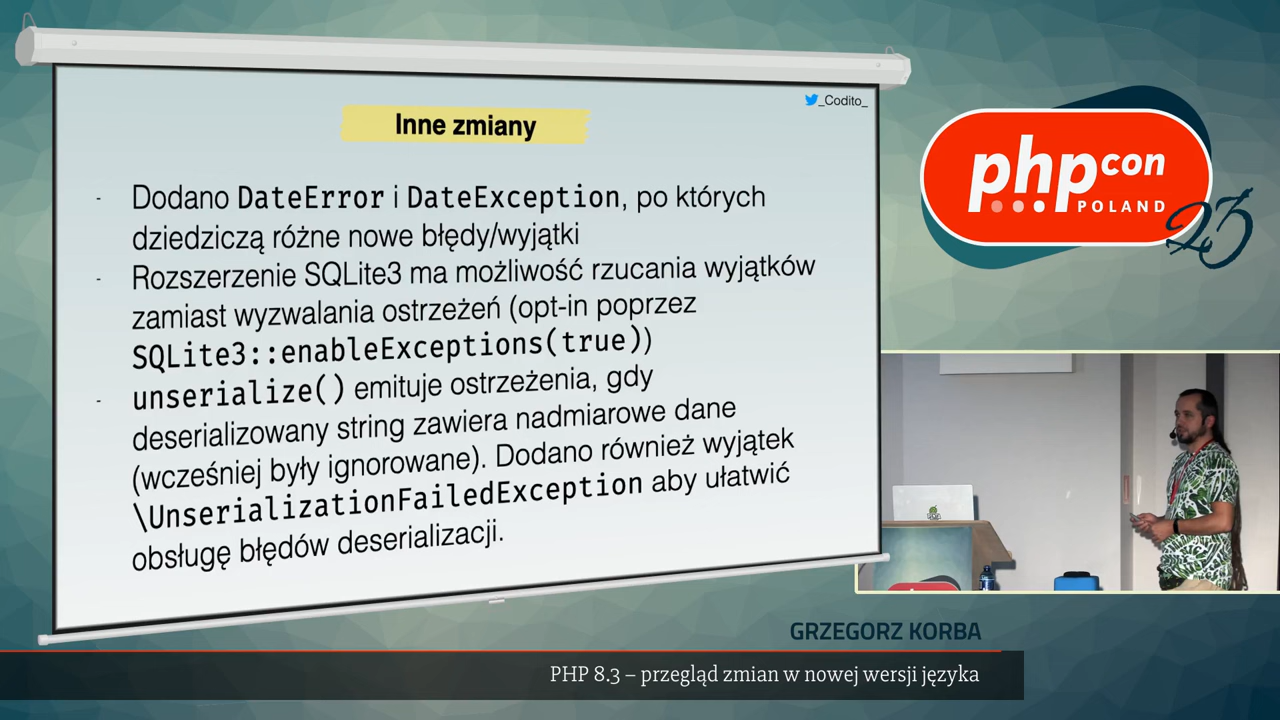 _Codito_
Inne zmiany
- Dodano DateError i DateException, po których
dziedziczą różne nowe błędy/wyjątki
- Rozszerzenie SQLite3 ma możliwość rzucania wyjątków
zamiast wyzwalania ostrzeżeń (opt-in poprzez
SQLite3::enableExceptions(true))
- unserialize() emituje ostrzeżenia, gdy
deserializowany string zawiera nadmiarowe dane
(wcześniej były ignorowane). Dodano również wyjątek
\UnserializationFailedException aby ułatwić
obsługę błędów deserializacji.
phpcon
POLAND
23
GRZEGORZ KORBA
PHP 8.3 – przegląd zmian w nowej wersji języka